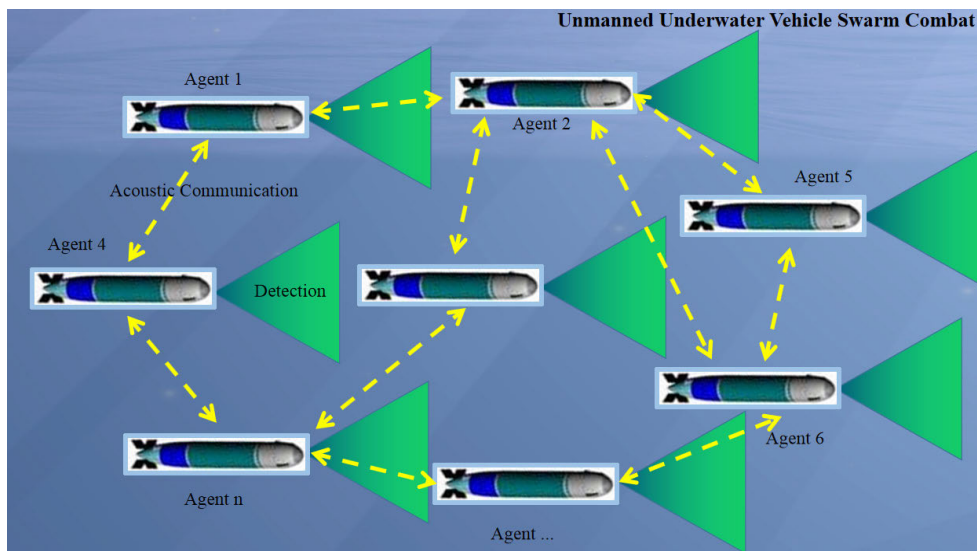 Unmanned Underwater Vehicle Swarm Combat
Agent 1
Agent 2
Acoustic Communication
Agent 5
Agent 4
Detection
Agent 6
Agent n
Agent ...